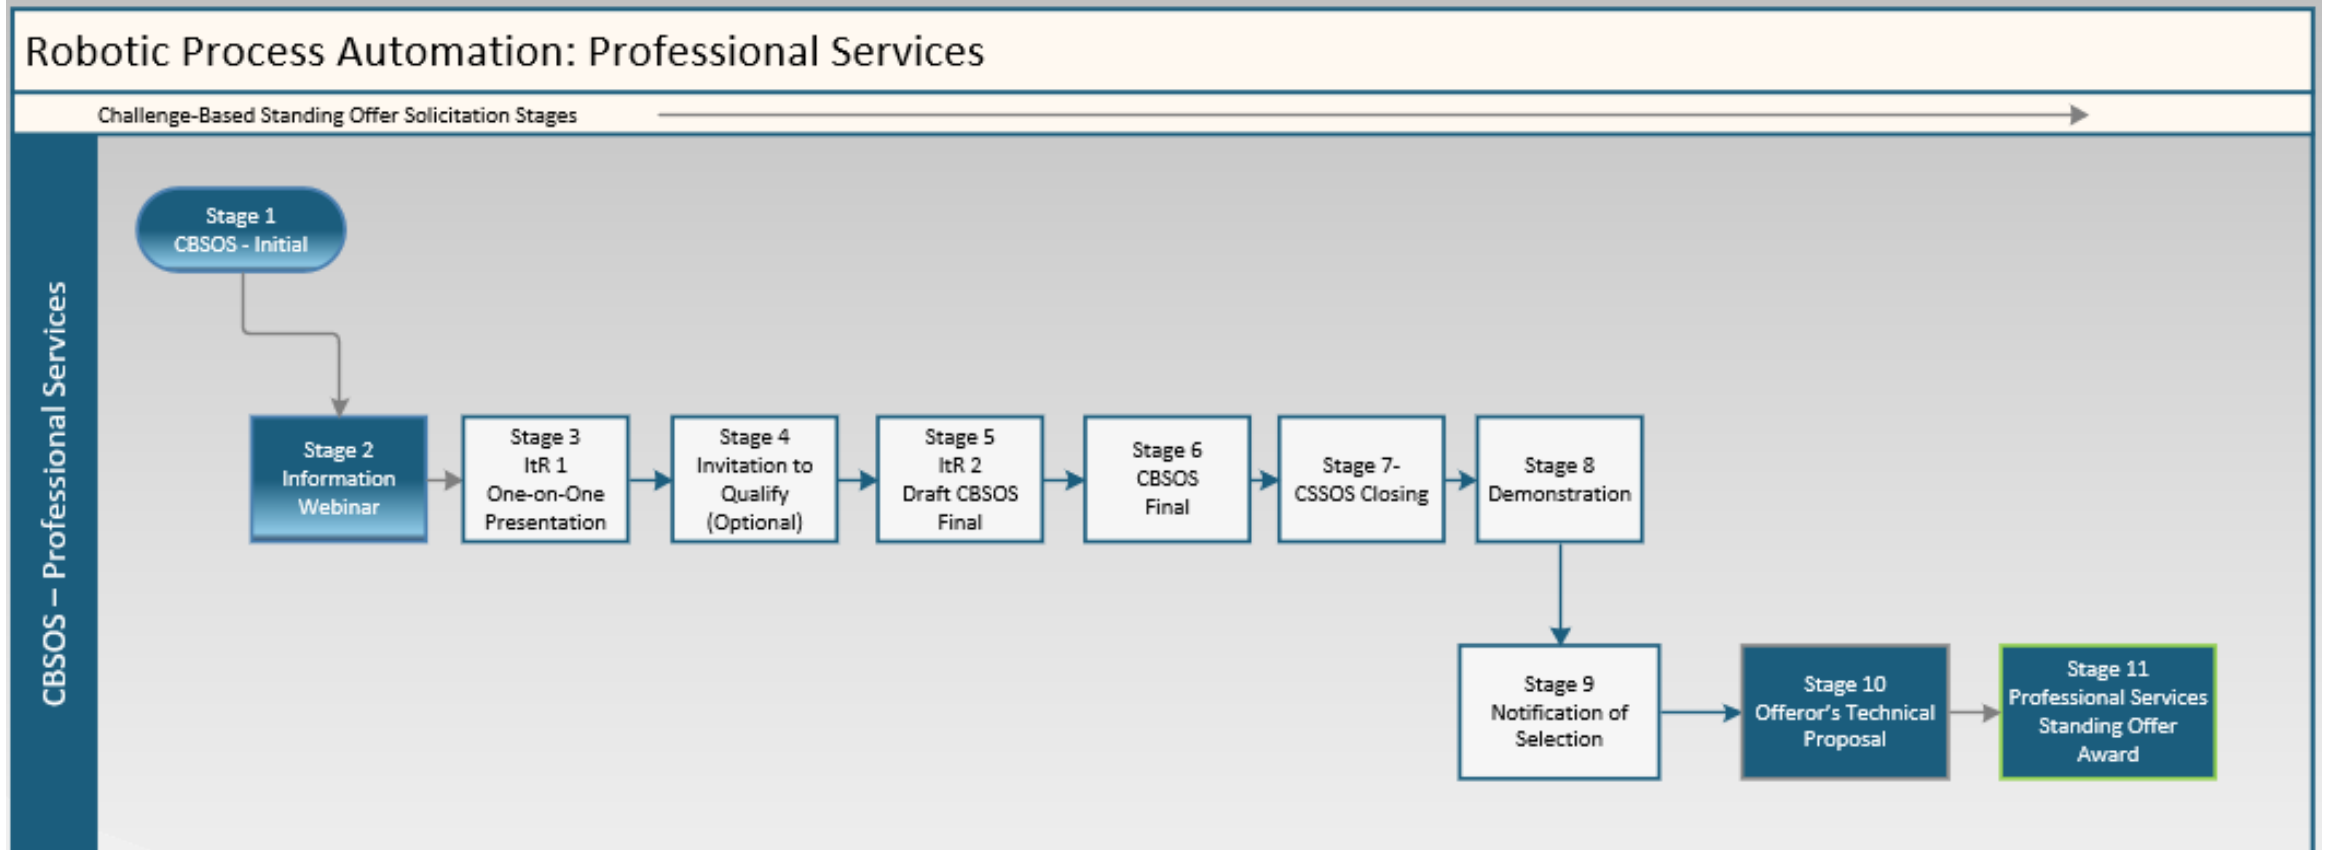 Robotic Process Automation: Professional Services
Challenge-Based Standing Offer Solicitation Stages
CBSOS – Professional Services
Stage 1
CBSOS - Initial
Stage 2
Information
Webinar
Stage 3
ItR 1
One-on-One
Presentation
Stage 4
Invitation to
Qualify
(Optional)
Stage 5
ItR 2
Draft CBSOS
Final
Stage 6
CBSOS
Final
Stage 7-
CSSOS Closing
Stage 8
Demonstration
Stage 9
Notification of
Selection
Stage 10
Offeror's Technical
Proposal
Stage 11
Professional Services
Standing Offer
Award